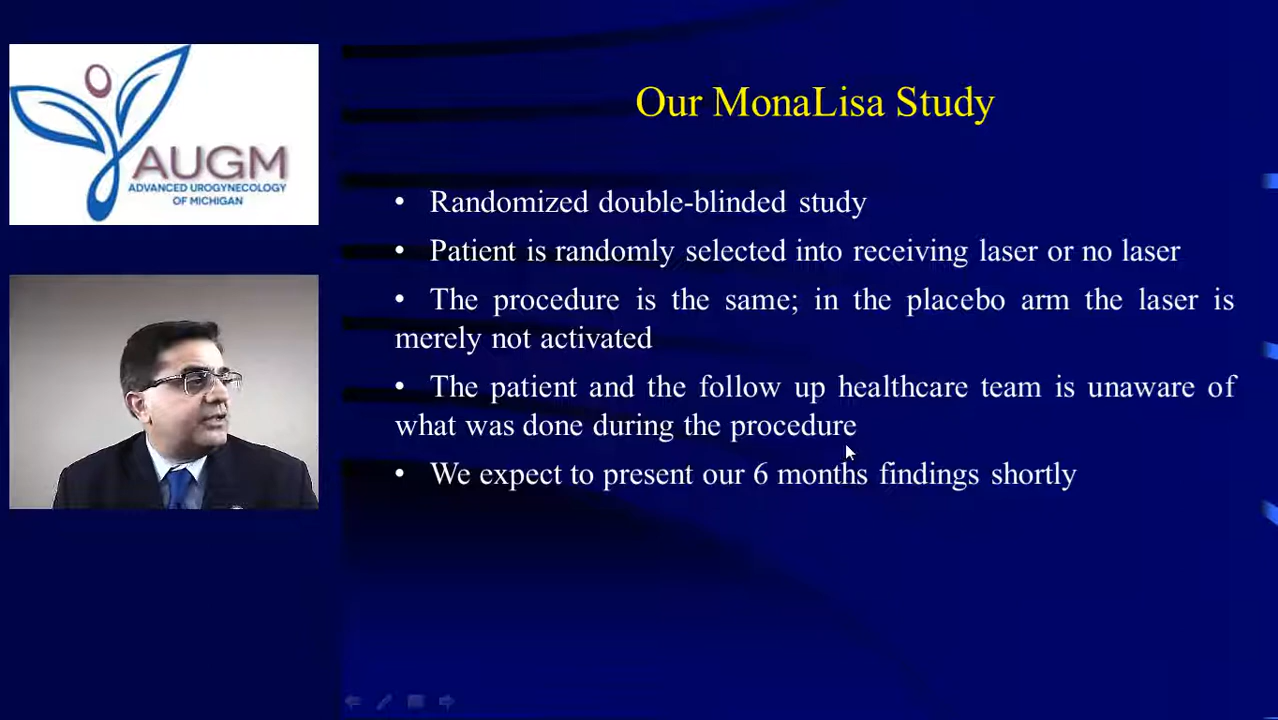 AUGM
ADVANCED UROGYNECOLOGY
OF MICHIGAN
Our MonaLisa Study
• Randomized double-blinded study
• Patient is randomly selected into receiving laser or no laser
• The procedure is the same; in the placebo arm the laser is
merely not activated
• The patient and the follow up healthcare team is unaware of
what was done during the procedure
• We expect to present our 6 months findings shortly